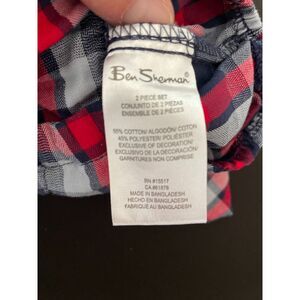 Ben Sherman
2 PIECE SET
CONJUNTO DE 2 PIEZAS
ENSEMBLE DE 2 PIÈCES
55% COTTON/ ALGODÓN/ COTON
45% POLYESTER/ POLIÉSTER
EXCLUSIVE OF DECORATION/
EXCLUSIVO DE LA DECORACIÓN/
GARNITURES NON COMPRISE
RN #15517
CA #61879
MADE IN BANGLADESH
HECHO EN BANGLADESH
FABRIQUÉ AU BANGLADESH